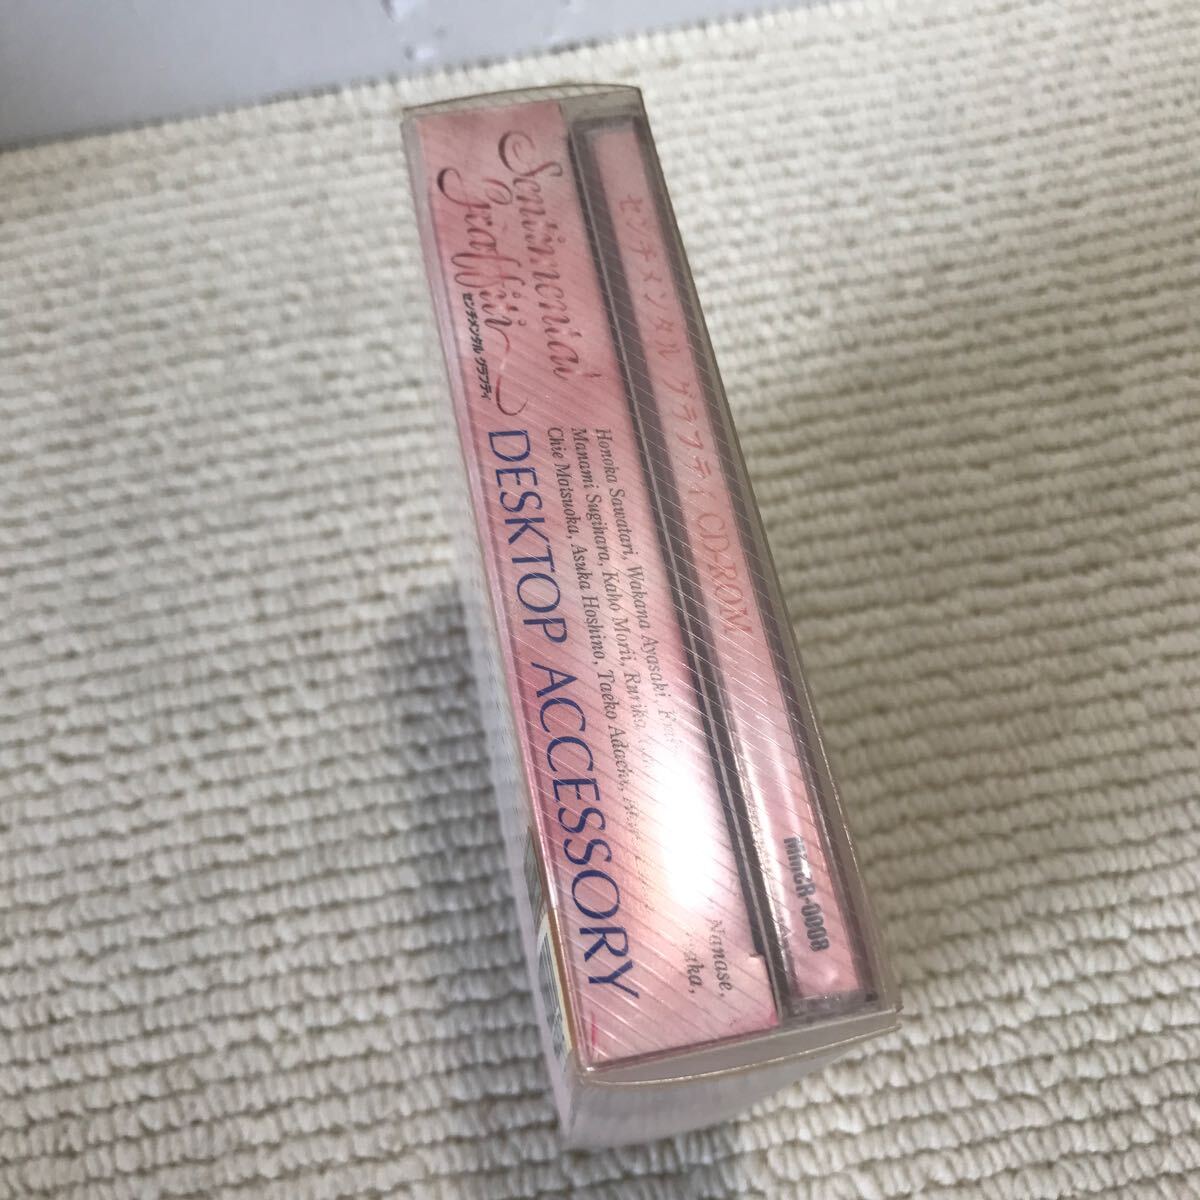 Sentimental
Graffiti
センチメンタル グラフティ
DESKTOP ACCESSORY
Honoka Sawatari, Wakana Ayasaki, Nanase,
Manami Sugihara, Kaho Morii, Rurika
Chie Matsuoka, Asuka Hoshino, Taeko Adachi,
センチメンタル グラフティ CD-ROM